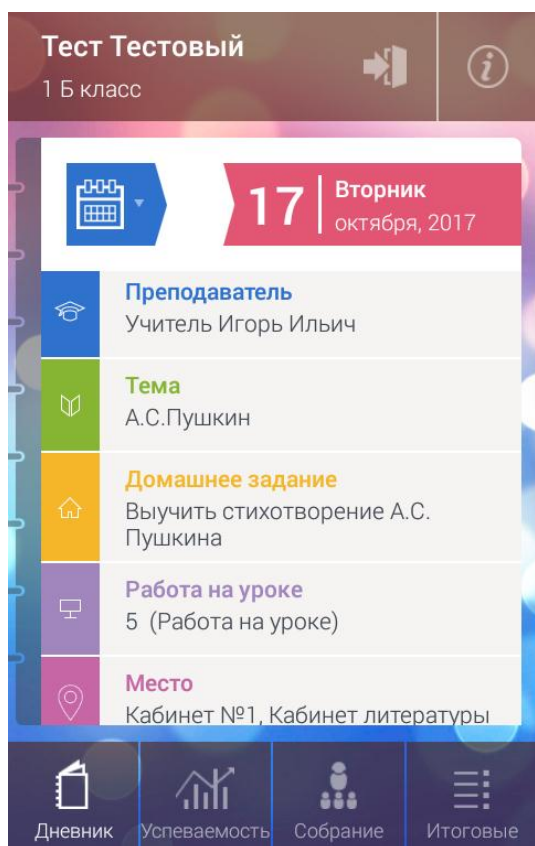 Тест Тестовый
1 Б класс
17
Вторник
октября, 2017
Преподаватель
Учитель Игорь Ильич
Тема
А.С.Пушкин
Домашнее задание
Выучить стихотворение А.С.
Пушкина
Работа на уроке
5 (Работа на уроке)
Место
Кабинет №1, Кабинет литературы
Дневник
Успеваемость
Собрание
Итоговые